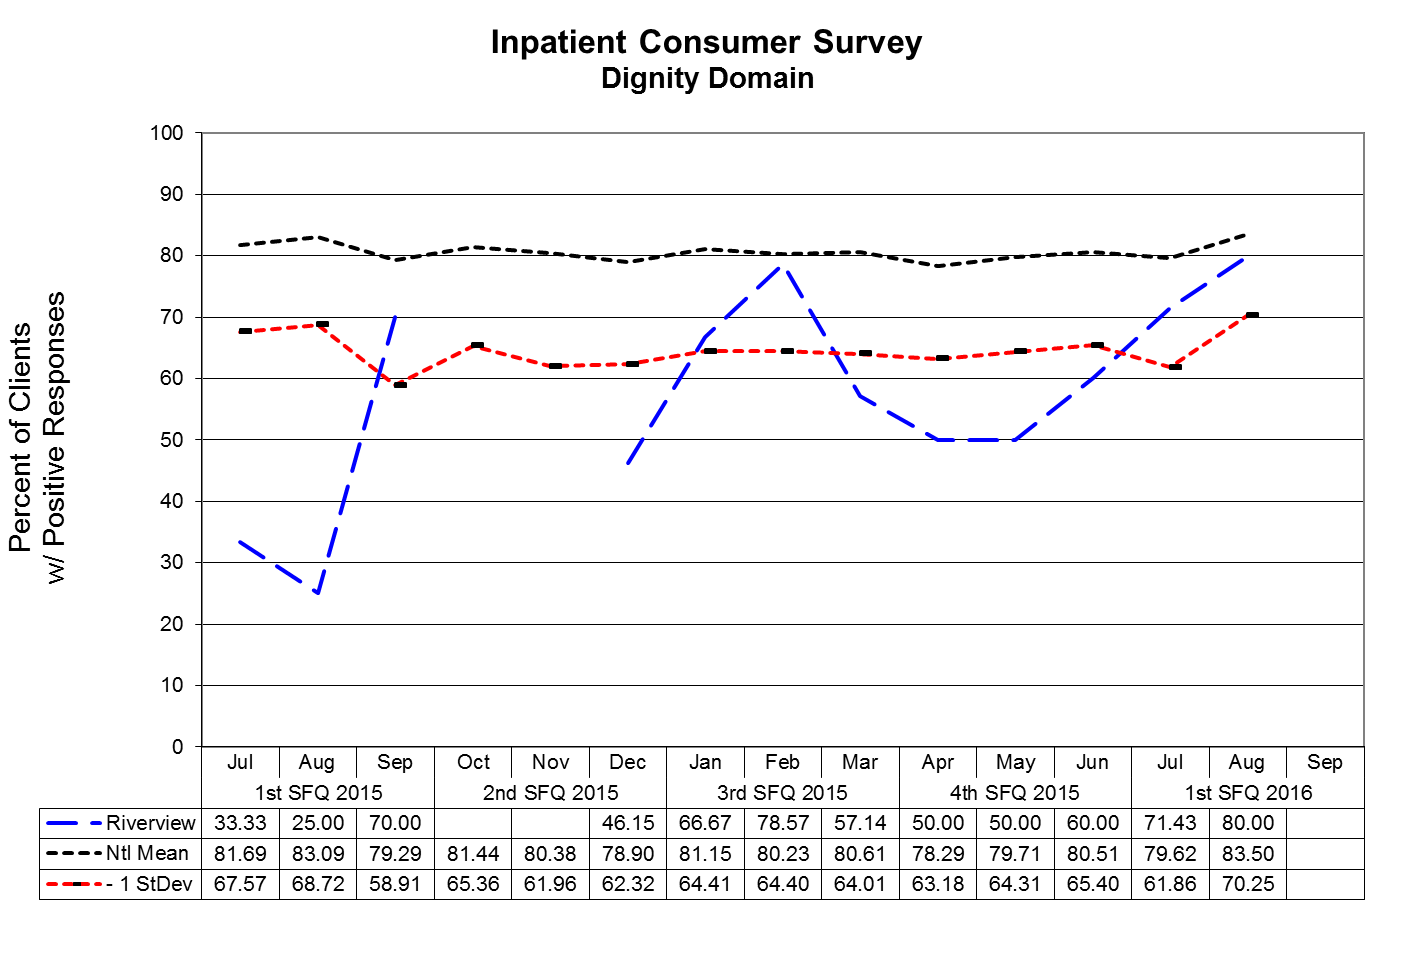 Inpatient Consumer Survey
Dignity Domain
Percent of Clients
w/ Positive Responses
100
90
80
70
60
50
40
30
20
10
0
Jul Aug Sep Oct Nov Dec Jan Feb Mar Apr May Jun Jul Aug Sep
1st SFQ 2015 2nd SFQ 2015 3rd SFQ 2015 4th SFQ 2015 1st SFQ 2016
Riverview 33.33 25.00 70.00 46.15 66.67 78.57 57.14 50.00 50.00 60.00 71.43 80.00
Ntl Mean 81.69 83.09 79.29 81.44 80.38 78.90 81.15 80.23 80.61 78.29 79.71 80.51 79.62 83.50
- 1 StDev 67.57 68.72 58.91 65.36 61.96 62.32 64.41 64.40 64.01 63.18 64.31 65.40 61.86 70.25